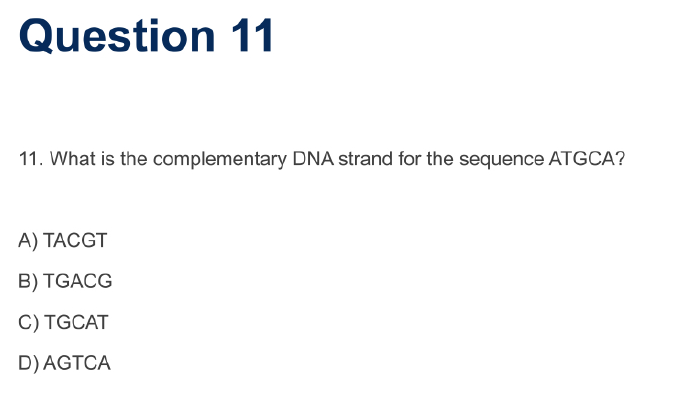 Question 11
11. What is the complementary DNA strand for the sequence ATGCA?
A) TACGT
B) TGACG
C) TGCAT
D) AGTCA